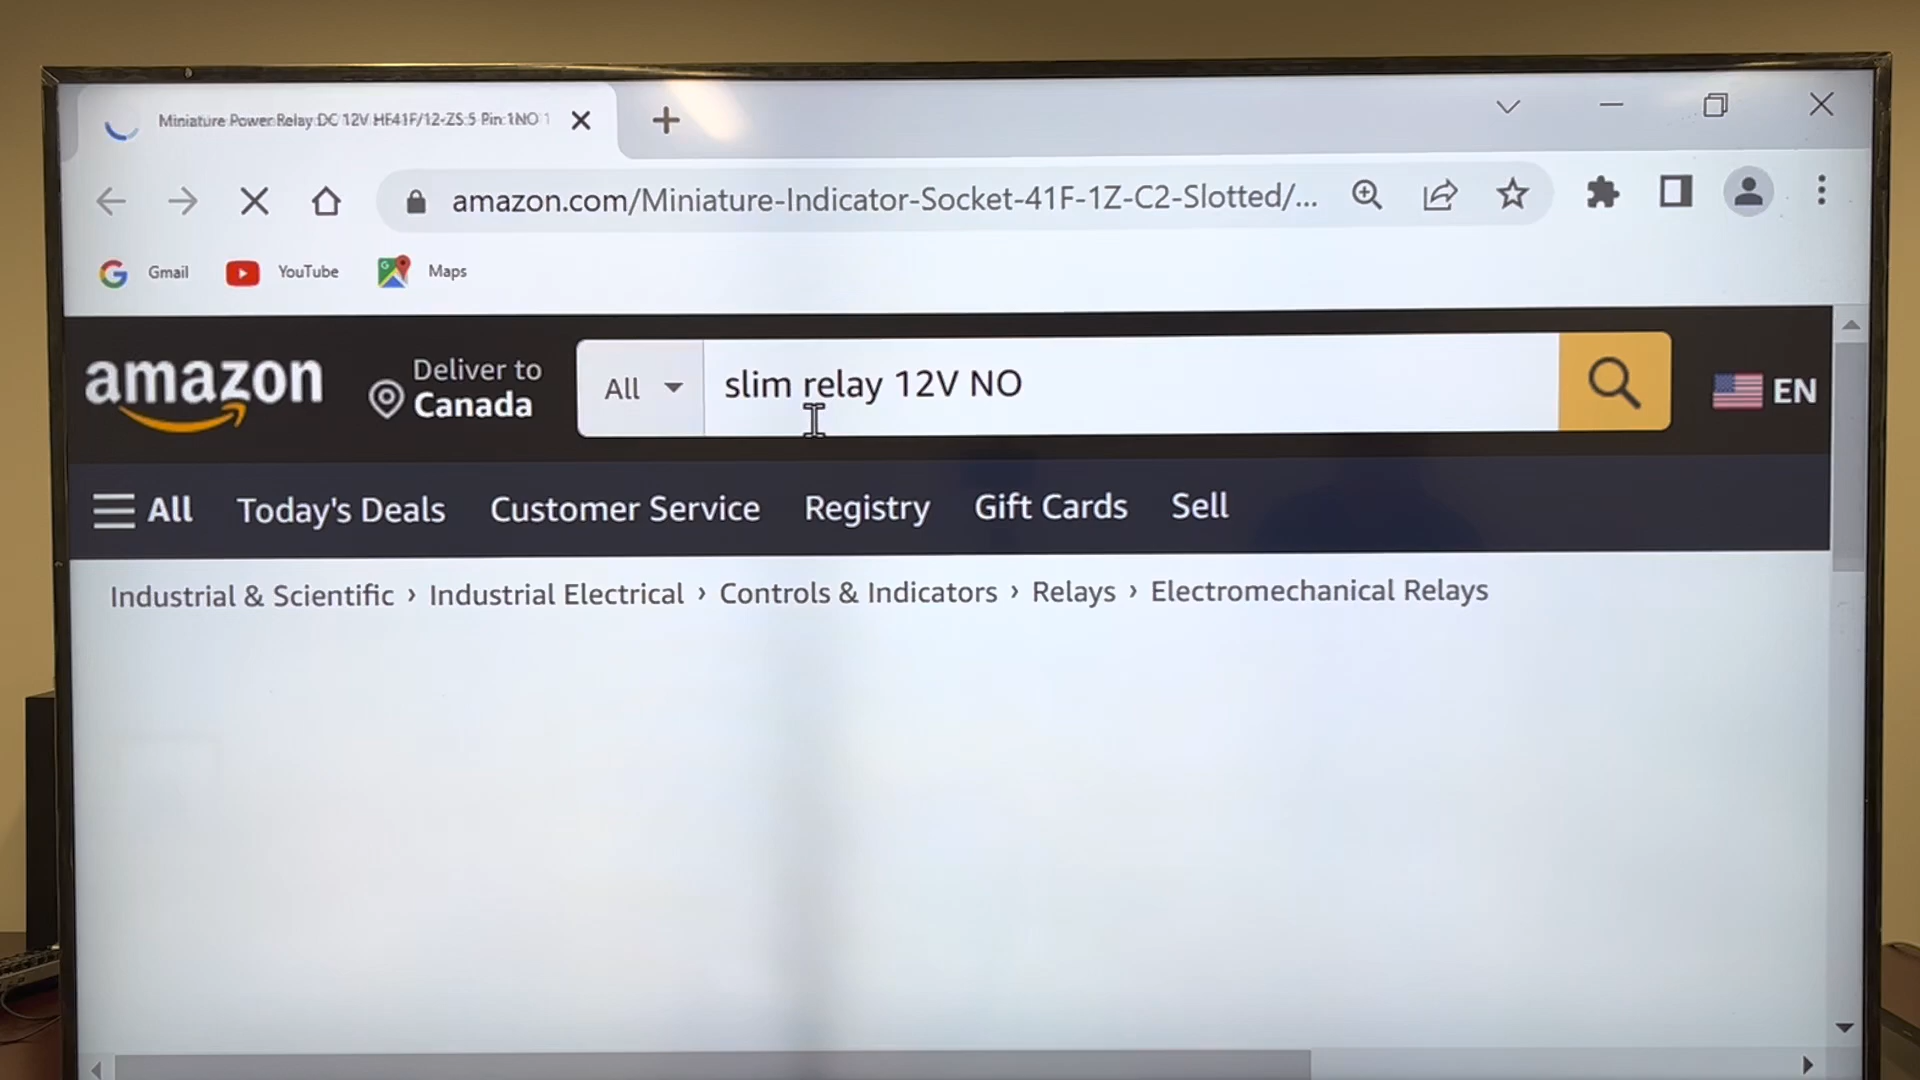 Miniature Power Relay DC 12V HF41F/12-ZS 5 Pin 1NO 1
amazon.com/Miniature-Indicator-Socket-41F-1Z-C2-Slotted/...
Gmail YouTube Maps
amazon
Deliver to
Canada
All
slim relay 12V NO
EN
All Today's Deals Customer Service Registry Gift Cards Sell
Industrial & Scientific › Industrial Electrical › Controls & Indicators › Relays › Electromechanical Relays